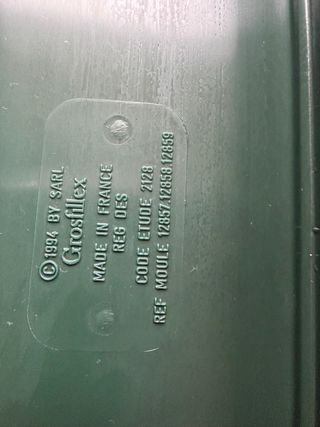 ©1994 BY SARL
Grosfillex
MADE IN FRANCE
REG DES
CODE ETUDE 2128
REF MOULE 12857.12858.12859